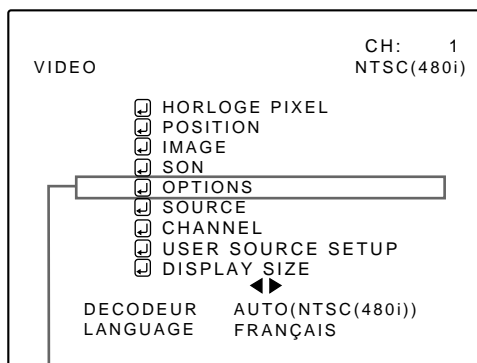 CH: 1
VIDEO NTSC(480i)
HORLOGE PIXEL
POSITION
IMAGE
SON
OPTIONS
SOURCE
CHANNEL
USER SOURCE SETUP
DISPLAY SIZE
DECODEUR AUTO(NTSC(480i))
LANGUAGE FRANÇAIS